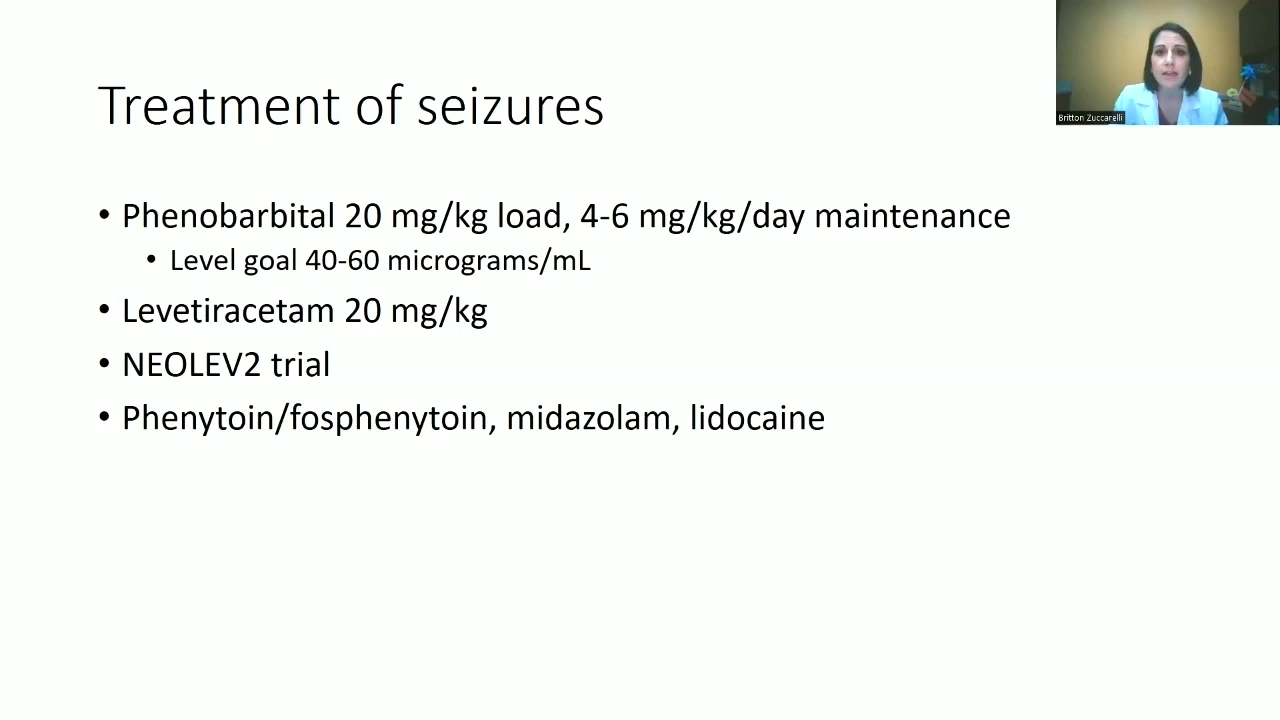 Treatment of seizures
• Phenobarbital 20 mg/kg load, 4-6 mg/kg/day maintenance
• Level goal 40-60 micrograms/mL
• Levetiracetam 20 mg/kg
• NEOLEV2 trial
• Phenytoin/fosphenytoin, midazolam, lidocaine
Britton Zuccarelli